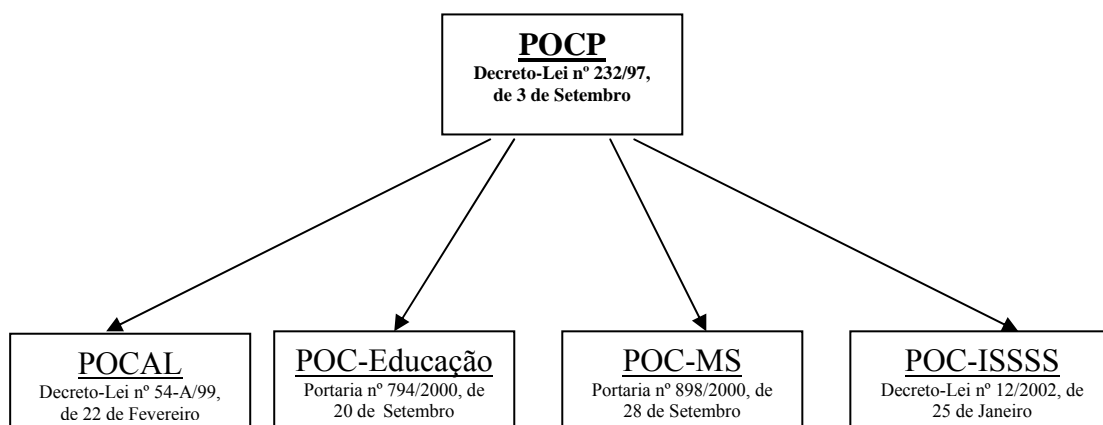 POCP
Decreto-Lei nº 232/97,
de 3 de Setembro
POCAL
Decreto-Lei nº 54-A/99,
de 22 de Fevereiro
POC-Educação
Portaria nº 794/2000, de
20 de Setembro
POC-MS
Portaria nº 898/2000, de
28 de Setembro
POC-ISSSS
Decreto-Lei nº 12/2002, de
25 de Janeiro